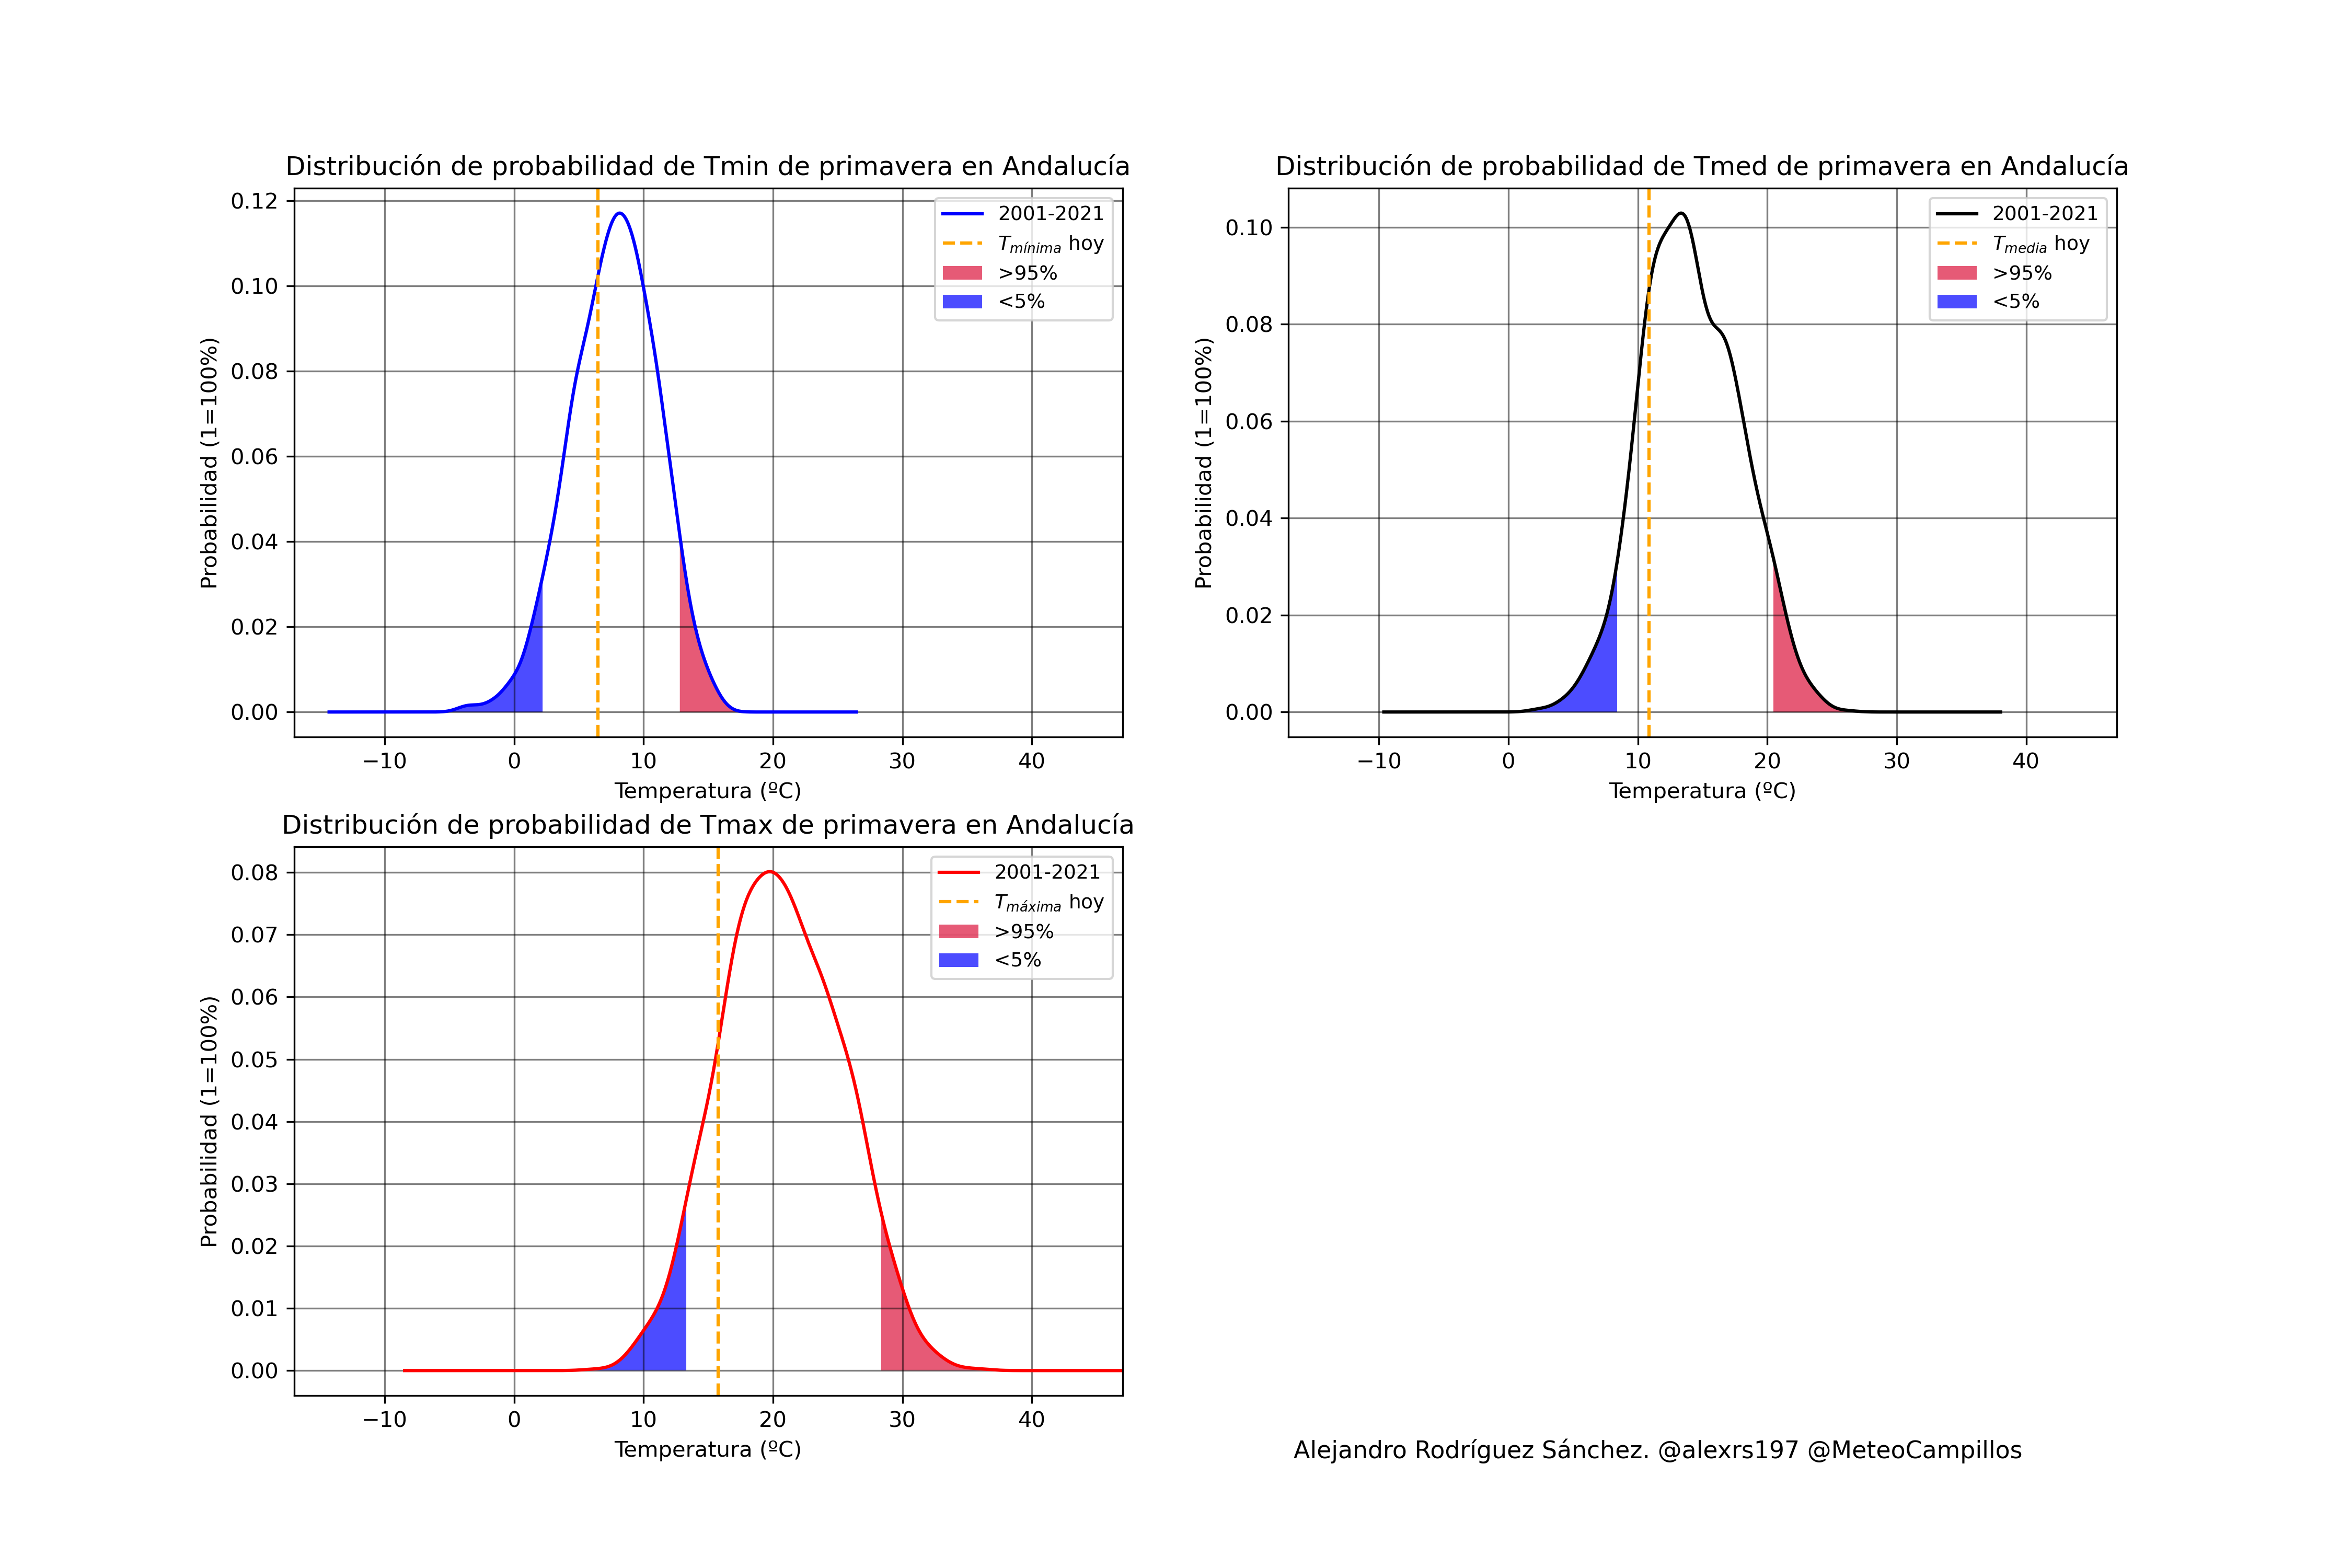 Distribución de probabilidad de Tmin de primavera en Andalucía
0.12
0.10
0.08
0.06
0.04
0.02
0.00
Probabilidad (1=100%)
2001-2021
Tmínima hoy
>95%
<5%
−10 0 10 20 30 40
Temperatura (ºC)
Distribución de probabilidad de Tmed de primavera en Andalucía
0.10
0.08
0.06
0.04
0.02
0.00
Probabilidad (1=100%)
2001-2021
Tmedia hoy
>95%
<5%
−10 0 10 20 30 40
Temperatura (ºC)
Distribución de probabilidad de Tmax de primavera en Andalucía
0.08
0.07
0.06
0.05
0.04
0.03
0.02
0.01
0.00
Probabilidad (1=100%)
2001-2021
Tmáxima hoy
>95%
<5%
−10 0 10 20 30 40
Temperatura (ºC)
Alejandro Rodríguez Sánchez. @alexrs197 @MeteoCampillos